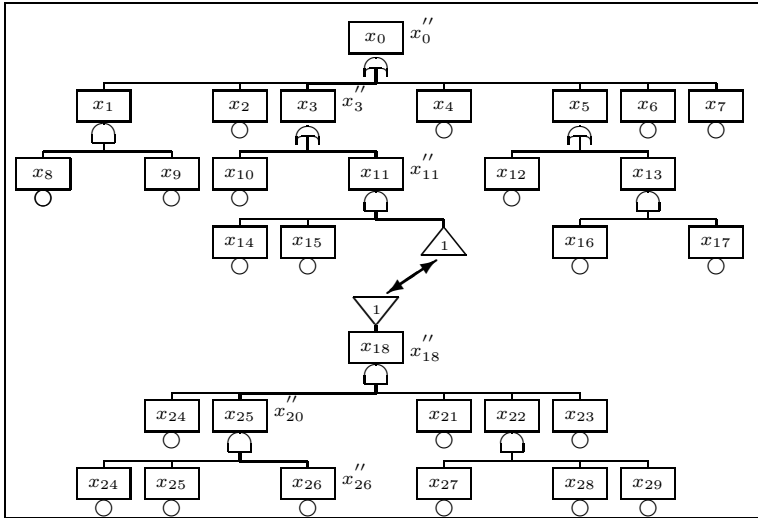 x₀ x₀″
x₁ x₂ x₃ x₃″ x₄ x₅ x₆ x₇
x₈ x₉ x₁₀ x₁₁ x₁₁″ x₁₂ x₁₃
x₁₄ x₁₅ 1 x₁₆ x₁₇
1
x₁₈ x₁₈″
x₂₄ x₂₅ x₂₀″ x₂₁ x₂₂ x₂₃
x₂₄ x₂₅ x₂₆ x₂₆″ x₂₇ x₂₈ x₂₉